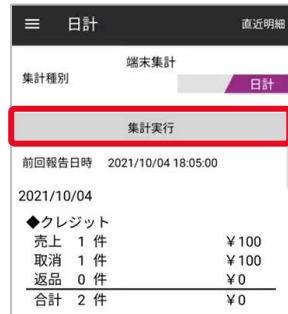 日計 直近明細
端末集計
集計種別
日計
集計実行
前回報告日時 2021/10/04 18:05:00
2021/10/04
◆クレジット
売上 1 件 ¥100
取消 1 件 ¥100
返品 0 件 ¥0
合計 2 件 ¥0